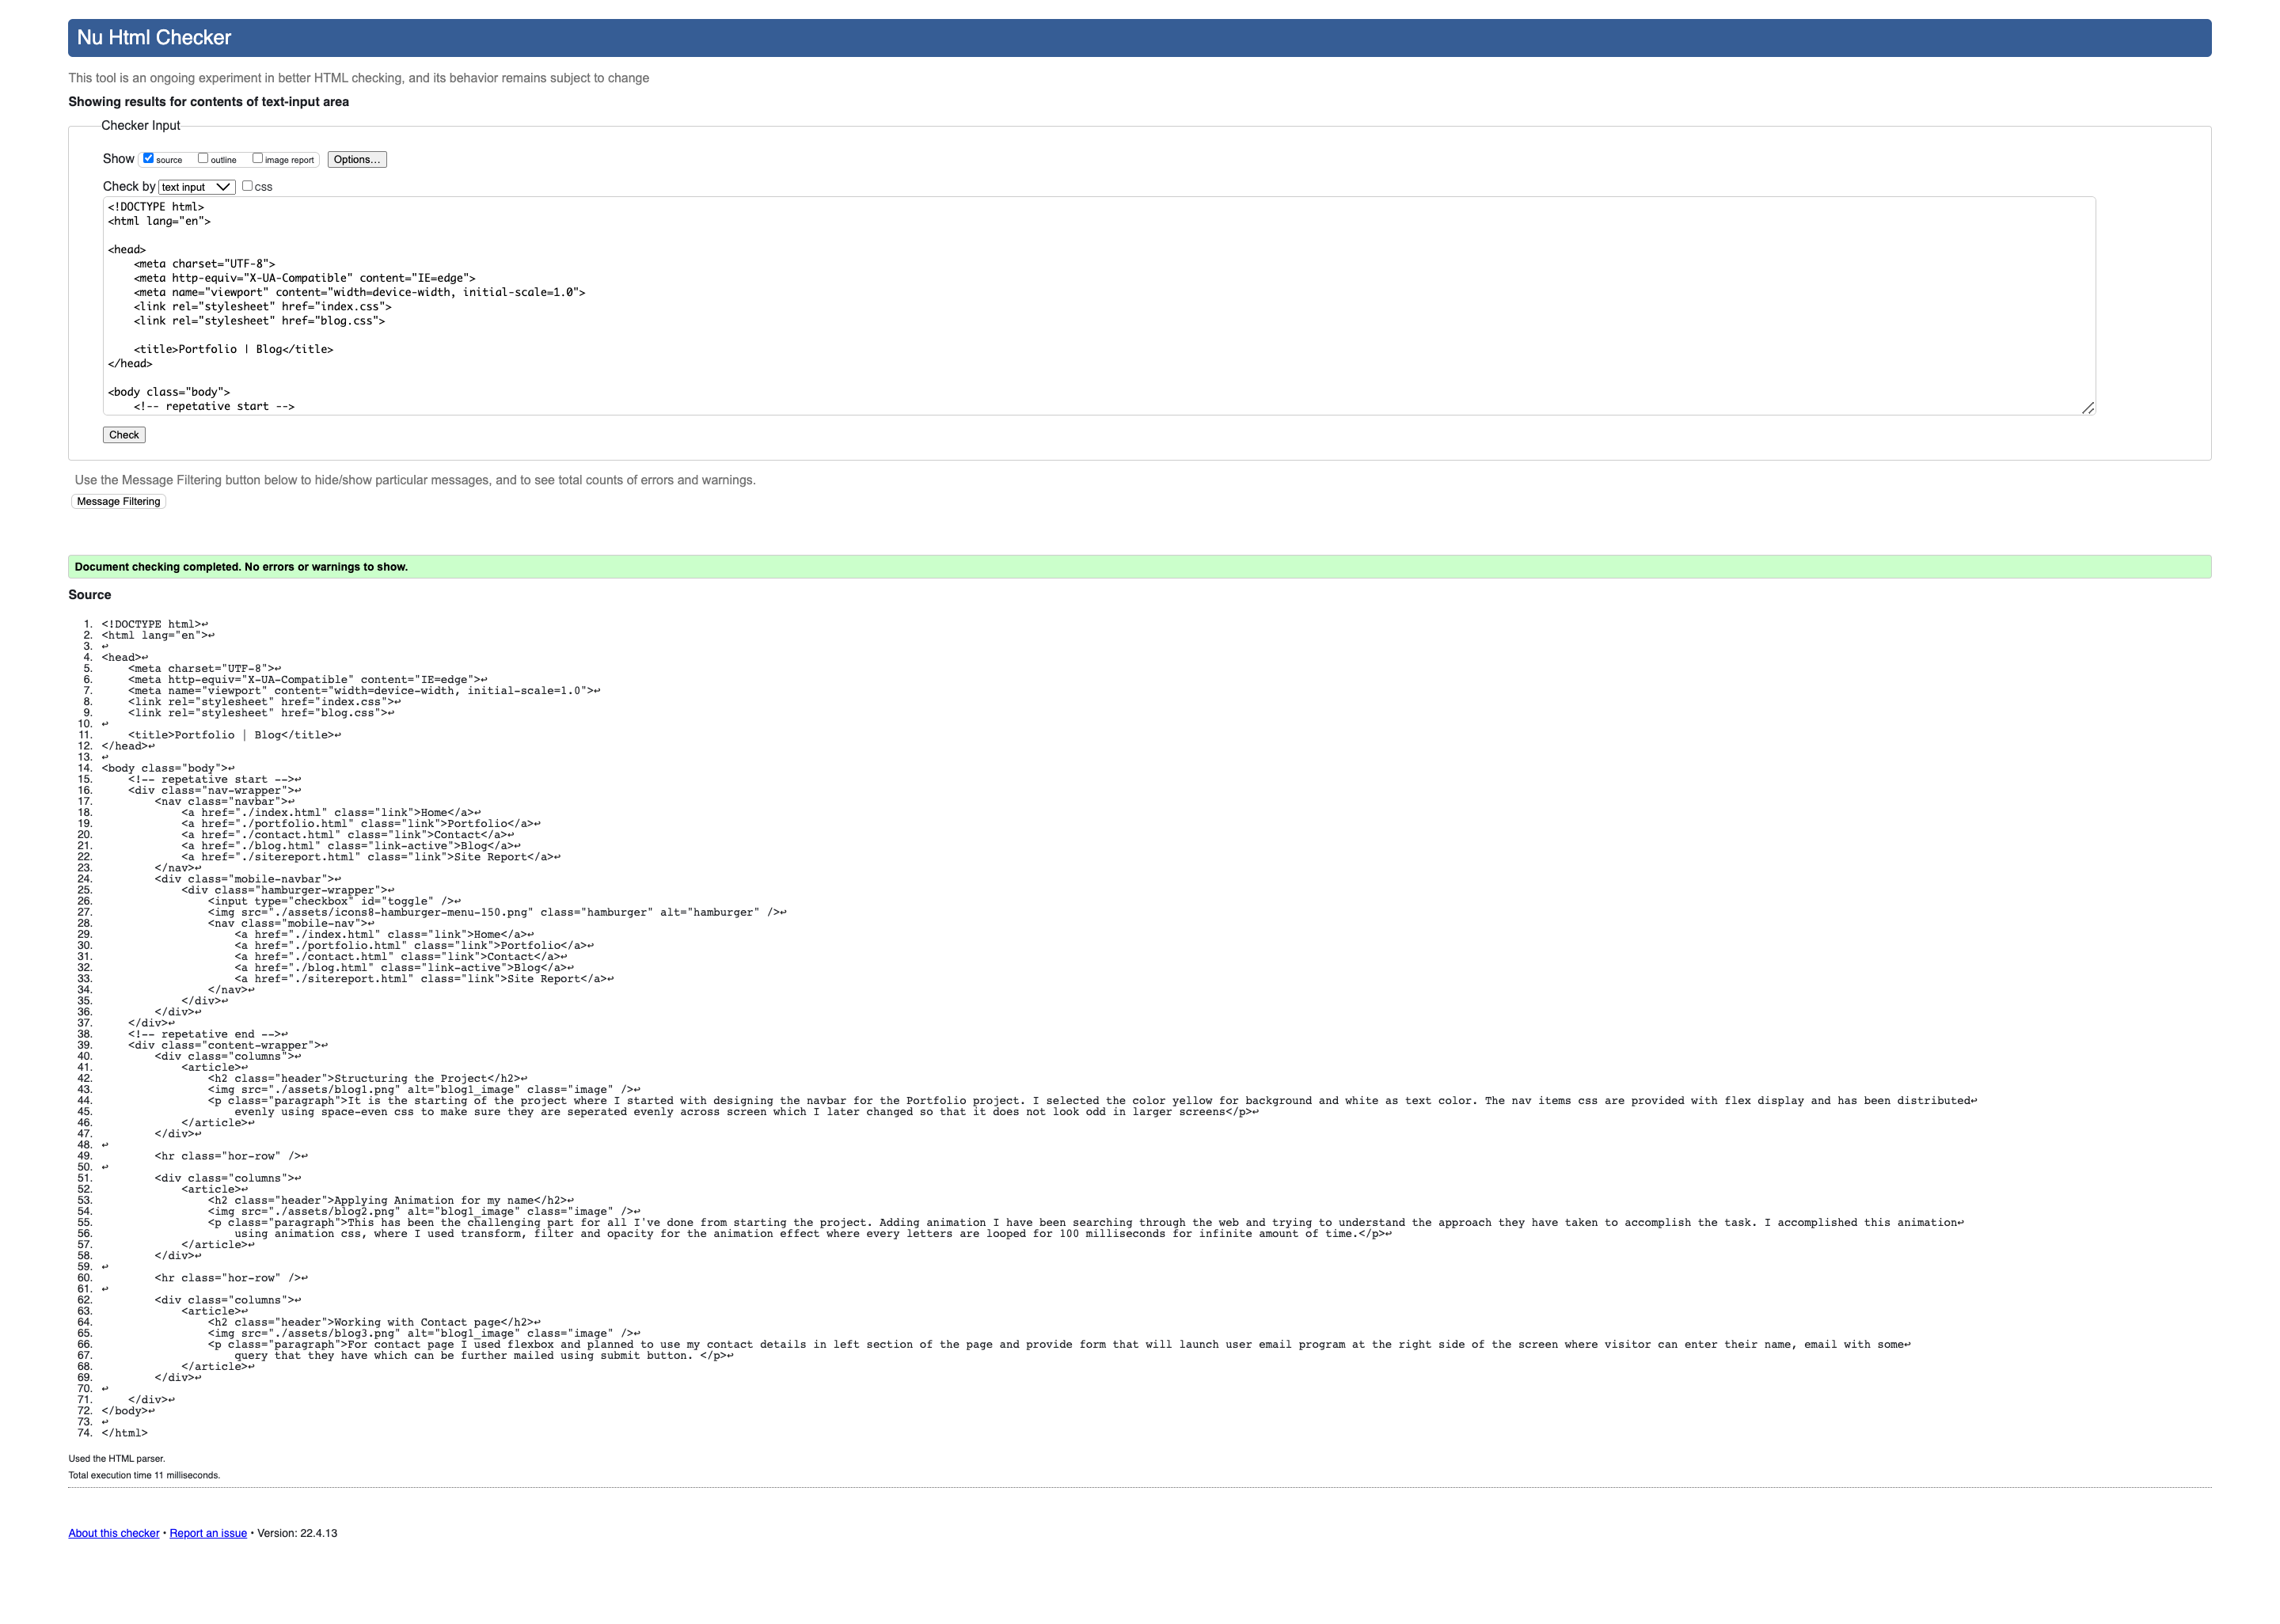 Nu Html Checker
This tool is an ongoing experiment in better HTML checking, and its behavior remains subject to change
Showing results for contents of text-input area
Checker Input
Show source outline image report Options...
Check by text input css
<!DOCTYPE html>
<html lang="en">
<head>
    <meta charset="UTF-8">
    <meta http-equiv="X-UA-Compatible" content="IE=edge">
    <meta name="viewport" content="width=device-width, initial-scale=1.0">
    <link rel="stylesheet" href="index.css">
    <link rel="stylesheet" href="blog.css">
    <title>Portfolio | Blog</title>
</head>
<body class="body">
    <!-- repetative start -->
Check
Use the Message Filtering button below to hide/show particular messages, and to see total counts of errors and warnings.
Message Filtering
Document checking completed. No errors or warnings to show.
Source
1. <!DOCTYPE html>↩
2. <html lang="en">↩
3. ↩
4. <head>↩
5.     <meta charset="UTF-8">↩
6.     <meta http-equiv="X-UA-Compatible" content="IE=edge">↩
7.     <meta name="viewport" content="width=device-width, initial-scale=1.0">↩
8.     <link rel="stylesheet" href="index.css">↩
9.     <link rel="stylesheet" href="blog.css">↩
10. ↩
11.     <title>Portfolio | Blog</title>↩
12. </head>↩
13. ↩
14. <body class="body">↩
15.     <!-- repetative start -->↩
16.     <div class="nav-wrapper">↩
17.         <nav class="navbar">↩
18.             <a href="./index.html" class="link">Home</a>↩
19.             <a href="./portfolio.html" class="link">Portfolio</a>↩
20.             <a href="./contact.html" class="link">Contact</a>↩
21.             <a href="./blog.html" class="link-active">Blog</a>↩
22.             <a href="./sitereport.html" class="link">Site Report</a>↩
23.         </nav>↩
24.         <div class="mobile-navbar">↩
25.             <div class="hamburger-wrapper">↩
26.                 <input type="checkbox" id="toggle" />↩
27.                 <img src="./assets/icons8-hamburger-menu-150.png" class="hamburger" alt="hamburger" />↩
28.                 <nav class="mobile-nav">↩
29.                     <a href="./index.html" class="link">Home</a>↩
30.                     <a href="./portfolio.html" class="link">Portfolio</a>↩
31.                     <a href="./contact.html" class="link">Contact</a>↩
32.                     <a href="./blog.html" class="link-active">Blog</a>↩
33.                     <a href="./sitereport.html" class="link">Site Report</a>↩
34.                 </nav>↩
35.             </div>↩
36.         </div>↩
37.     </div>↩
38.     <!-- repetative end -->↩
39.     <div class="content-wrapper">↩
40.         <div class="columns">↩
41.             <article>↩
42.                 <h2 class="header">Structuring the Project</h2>↩
43.                 <img src="./assets/blog1.png" alt="blog1_image" class="image" />↩
44.                 <p class="paragraph">It is the starting of the project where I started with designing the navbar for the Portfolio project. I selected the color yellow for background and white as text color. The nav items css are provided with flex display and has been distributed↩
45.                     evenly using space-even css to make sure they are seperated evenly across screen which I later changed so that it does not look odd in larger screens</p>↩
46.             </article>↩
47.         </div>↩
48. ↩
49.         <hr class="hor-row" />↩
50. ↩
51.         <div class="columns">↩
52.             <article>↩
53.                 <h2 class="header">Applying Animation for my name</h2>↩
54.                 <img src="./assets/blog2.png" alt="blog1_image" class="image" />↩
55.                 <p class="paragraph">This has been the challenging part for all I've done from starting the project. Adding animation I have been searching through the web and trying to understand the approach they have taken to accomplish the task. I accomplished this animation↩
56.                     using animation css, where I used transform, filter and opacity for the animation effect where every letters are looped for 100 milliseconds for infinite amount of time.</p>↩
57.             </article>↩
58.         </div>↩
59. ↩
60.         <hr class="hor-row" />↩
61. ↩
62.         <div class="columns">↩
63.             <article>↩
64.                 <h2 class="header">Working with Contact page</h2>↩
65.                 <img src="./assets/blog3.png" alt="blog1_image" class="image" />↩
66.                 <p class="paragraph">For contact page I used flexbox and planned to use my contact details in left section of the page and provide form that will launch user email program at the right side of the screen where visitor can enter their name, email with some↩
67.                     query that they have which can be further mailed using submit button. </p>↩
68.             </article>↩
69.         </div>↩
70. ↩
71.     </div>↩
72. </body>↩
73. ↩
74. </html>
Used the HTML parser.
Total execution time 11 milliseconds.
About this checker • Report an issue • Version: 22.4.13